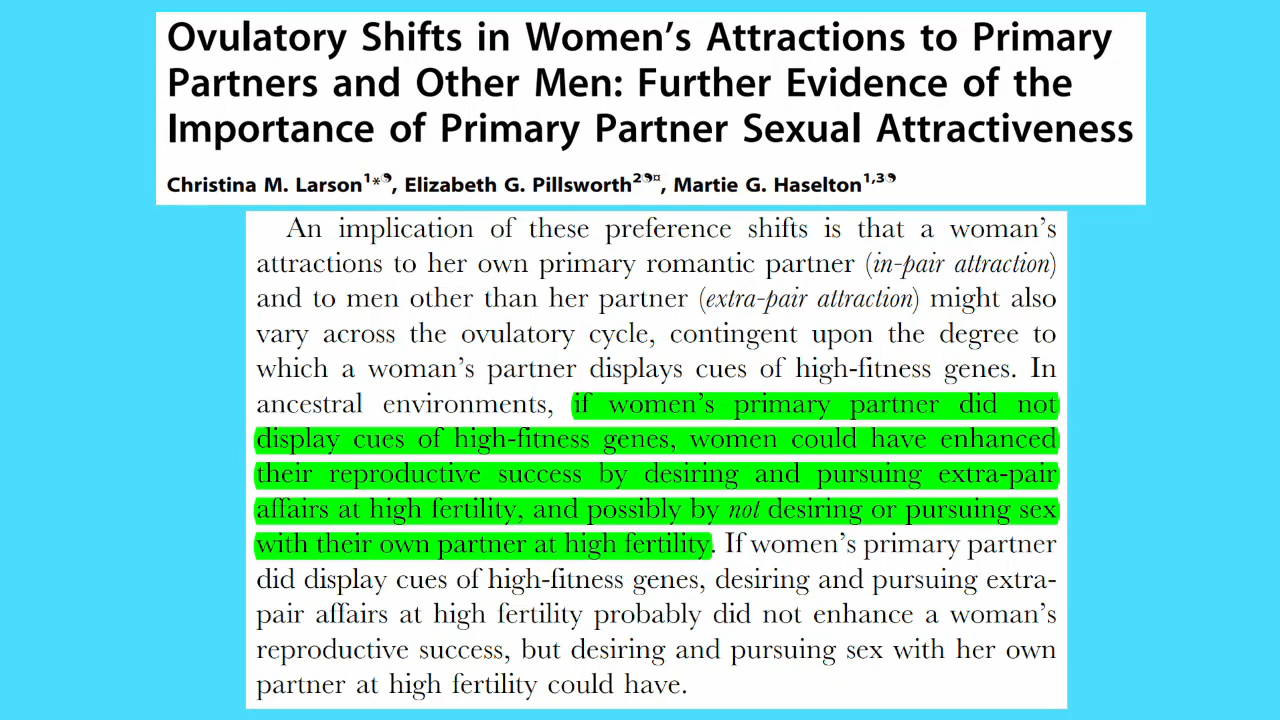 Ovulatory Shifts in Women's Attractions to Primary
Partners and Other Men: Further Evidence of the
Importance of Primary Partner Sexual Attractiveness
Christina M. Larson¹*⁹, Elizabeth G. Pillsworth²⁹¤, Martie G. Haselton¹,³⁹
An implication of these preference shifts is that a woman's
attractions to her own primary romantic partner (in-pair attraction)
and to men other than her partner (extra-pair attraction) might also
vary across the ovulatory cycle, contingent upon the degree to
which a woman's partner displays cues of high-fitness genes. In
ancestral environments, if women's primary partner did not
display cues of high-fitness genes, women could have enhanced
their reproductive success by desiring and pursuing extra-pair
affairs at high fertility, and possibly by not desiring or pursuing sex
with their own partner at high fertility. If women's primary partner
did display cues of high-fitness genes, desiring and pursuing extra-
pair affairs at high fertility probably did not enhance a woman's
reproductive success, but desiring and pursuing sex with her own
partner at high fertility could have.